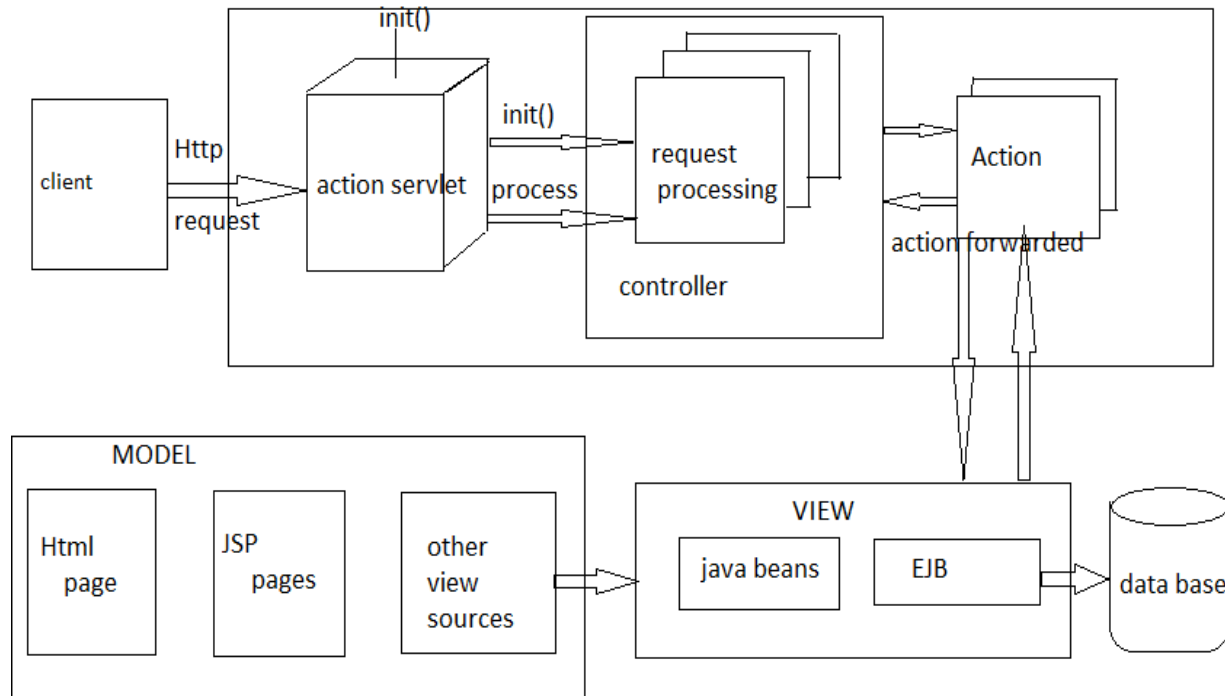 init()
client
Http
request
action servlet
init()
process
request
processing
controller
Action
action forwarded
MODEL
Html
page
JSP
pages
other
view
sources
VIEW
java beans
EJB
data base